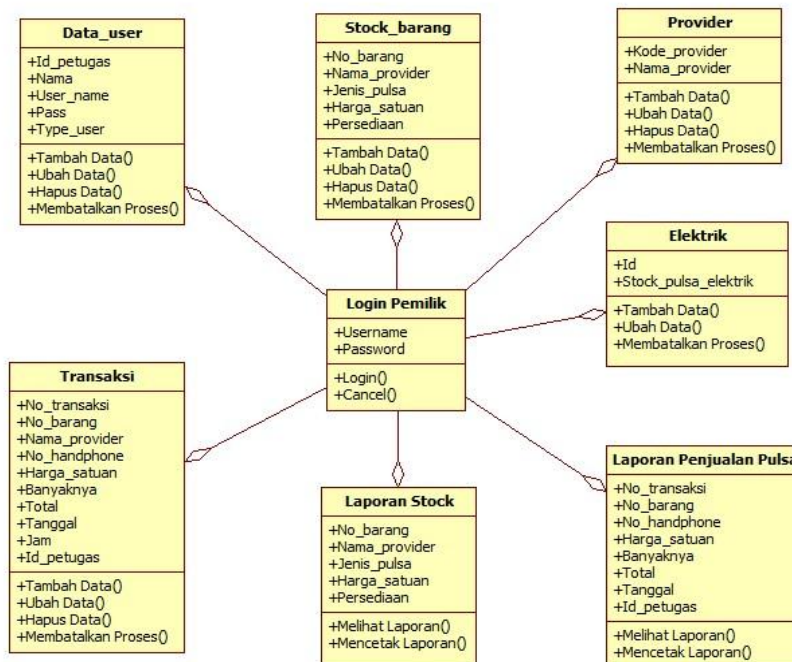 Data_user
+Id_petugas
+Nama
+User_name
+Pass
+Type_user
+Tambah Data()
+Ubah Data()
+Hapus Data()
+Membatalkan Proses()
Stock_barang
+No_barang
+Nama_provider
+Jenis_pulsa
+Harga_satuan
+Persediaan
+Tambah Data()
+Ubah Data()
+Hapus Data()
+Membatalkan Proses()
Provider
+Kode_provider
+Nama_provider
+Tambah Data()
+Ubah Data()
+Hapus Data()
+Membatalkan Proses()
Elektrik
+Id
+Stock_pulsa_elektrik
+Tambah Data()
+Ubah Data()
+Membatalkan Proses()
Login Pemilik
+Username
+Password
+Login()
+Cancel()
Transaksi
+No_transaksi
+No_barang
+Nama_provider
+No_handphone
+Harga_satuan
+Banyaknya
+Total
+Tanggal
+Jam
+Id_petugas
+Tambah Data()
+Ubah Data()
+Hapus Data()
+Membatalkan Proses()
Laporan Stock
+No_barang
+Nama_provider
+Jenis_pulsa
+Harga_satuan
+Persediaan
+Melihat Laporan()
+Mencetak Laporan()
Laporan Penjualan Pulsa
+No_transaksi
+No_barang
+No_handphone
+Harga_satuan
+Banyaknya
+Total
+Tanggal
+Id_petugas
+Melihat Laporan()
+Mencetak Laporan()